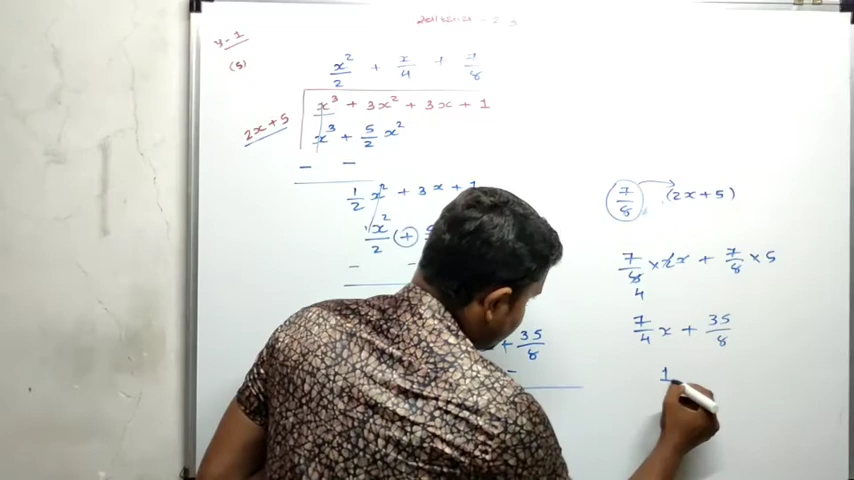 y-1
(5)
x²/2 + x/4 + 7/8
2x+5
x³ + 3x² + 3x + 1
x³ + 5/2 x²
− −
1/2 x² + 3x + 1
x²/2 (+) 5
− −
+ 35/8
−
7/8 (2x+5)
7/8 × 2x + 7/8 × 5
4
7/4 x + 35/8
1